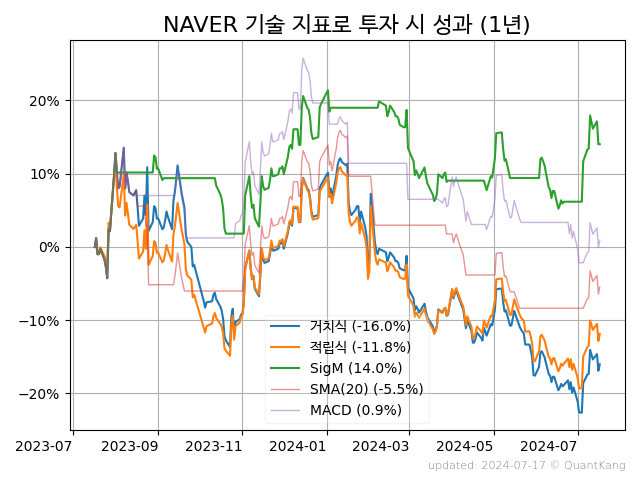 NAVER 기술 지표로 투자 시 성과 (1년)
20%
10%
0%
−10%
−20%
거치식 (-16.0%)
적립식 (-11.8%)
SigM (14.0%)
SMA(20) (-5.5%)
MACD (0.9%)
2023-07 2023-09 2023-11 2024-01 2024-03 2024-05 2024-07
updated: 2024-07-17 © QuantKang